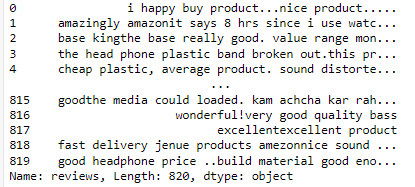 0 i happy buy product...nice product.....
1 amazingly amazonit says 8 hrs since i use watc...
2 base kingthe base really good. value range mon...
3 the head phone plastic band broken out.this pr...
4 cheap plastic, average product. sound distorte...
...
815 goodthe media could loaded. kam achcha kar rah...
816 wonderful!very good quality bass
817 excellentexcellent product
818 fast delivery jenue products amezonnice sound ...
819 good headphone price ..build material good eno...
Name: reviews, Length: 820, dtype: object